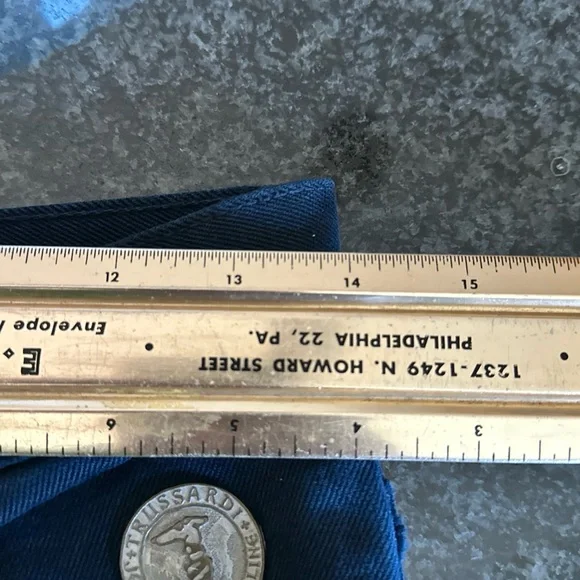 12 13 14 15
Envelope
PHILADELPHIA 22, PA.
1237-1249 N. HOWARD STREET
6 5 4 3
TRUSSARDI